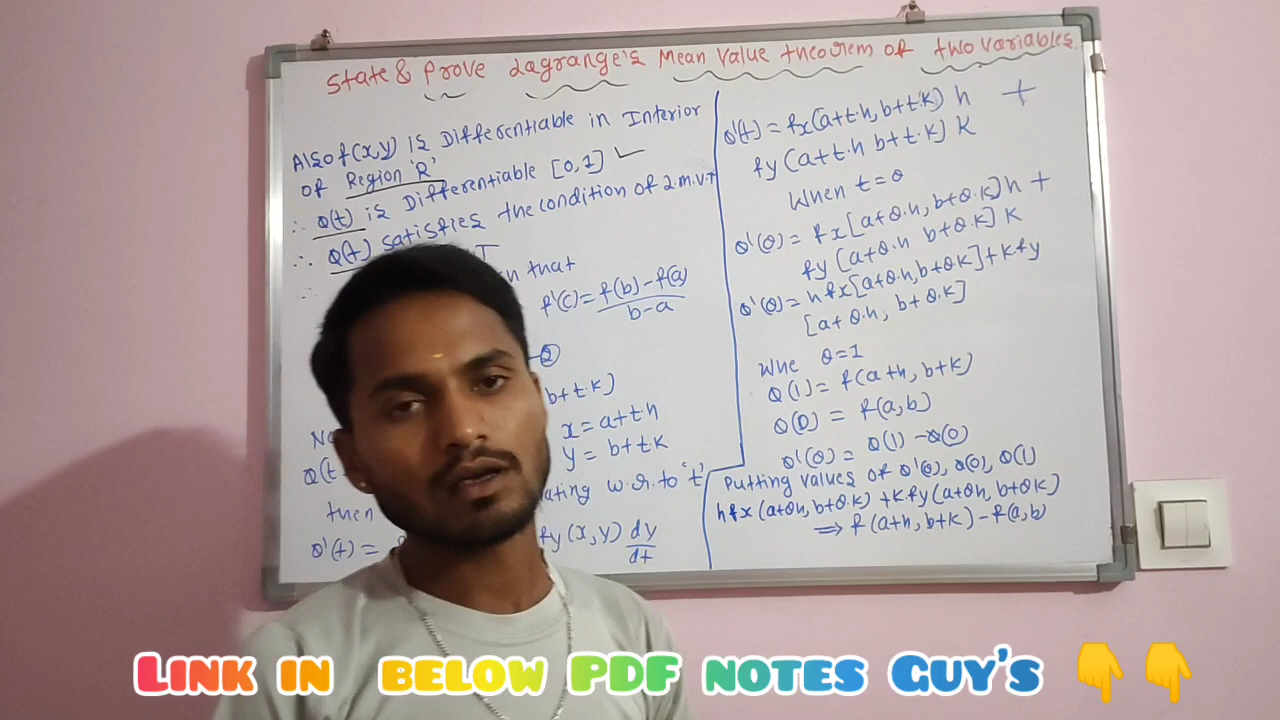 State & Prove Lagrange's Mean Value theorem of two variables.
Also f(x,y) is Differentiable in Interior
of Region 'R'
∴ Q(t) is Differentiable [0,1] ✓
∴ Q(t) satisfies the condition of L.M.V.T
∴
that
f'(c) = f(b)-f(a)
b-a
②
b+t.k)
x = a+t.h
Q(t
y = b+t.k
w.r.to 't'
then
Q'(t) =
fy(x,y) dy
dt
Q'(t) = fx(a+t.h, b+t.k) h +
fy(a+t.h b+t.k) k
When t=θ
Q'(θ) = fx[a+θ.h, b+θ.k]h +
fy[a+θ.h b+θ.k] k
Q'(θ) = hfx[a+θ.h, b+θ.k] + kfy
[a+θ.h, b+θ.k]
Whe θ=1
Q(1) = f(a+h, b+k)
Q(0) = f(a,b)
Q'(θ) = Q(1) - Q(0)
Putting values of Q'(θ), Q(0), Q(1)
hfx(a+θh, b+θ.k) + kfy(a+θh, b+θk)
⟹ f(a+h, b+k) - f(a,b)
Link in below PDF notes Guy's 👇👇